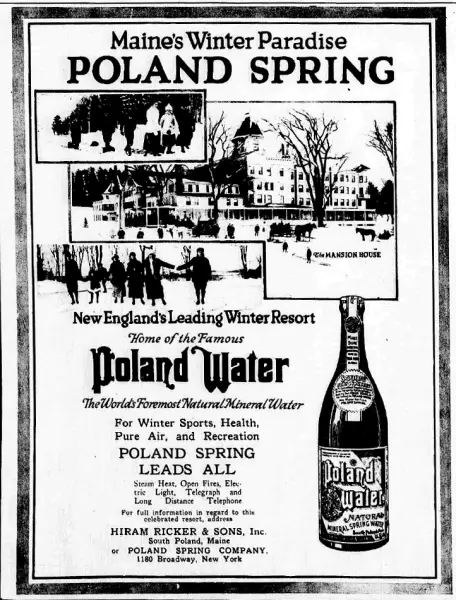 Maine's Winter Paradise
POLAND SPRING
The MANSION HOUSE
New England's Leading Winter Resort
Home of the Famous
Poland Water
The World's Foremost Natural Mineral Water
For Winter Sports, Health,
Pure Air, and Recreation
POLAND SPRING
LEADS ALL
Steam Heat, Open Fires, Elec-
tric Light, Telegraph and
Long Distance Telephone
For full information in regard to this
celebrated resort, address
HIRAM RICKER & SONS, Inc.
South Poland, Maine
or POLAND SPRING COMPANY,
1180 Broadway, New York
Poland
Water
NATURAL
MINERAL SPRING WATER